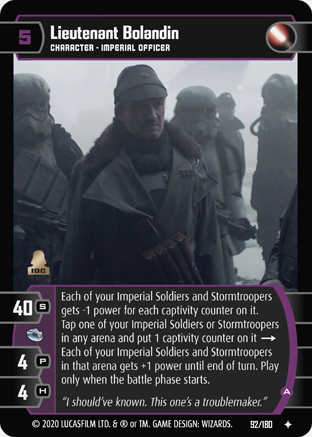 5
Lieutenant Bolandin
CHARACTER - IMPERIAL OFFICER
IDC
40 S
4 P
4 H
Each of your Imperial Soldiers and Stormtroopers
gets -1 power for each captivity counter on it.
Tap one of your Imperial Soldiers or Stormtroopers
in any arena and put 1 captivity counter on it →
Each of your Imperial Soldiers and Stormtroopers
in that arena gets +1 power until end of turn. Play
only when the battle phase starts.
“I should’ve known. This one’s a troublemaker.”
A
© 2020 LUCASFILM LTD. & ® or TM. GAME DESIGN: WIZARDS.
92/180